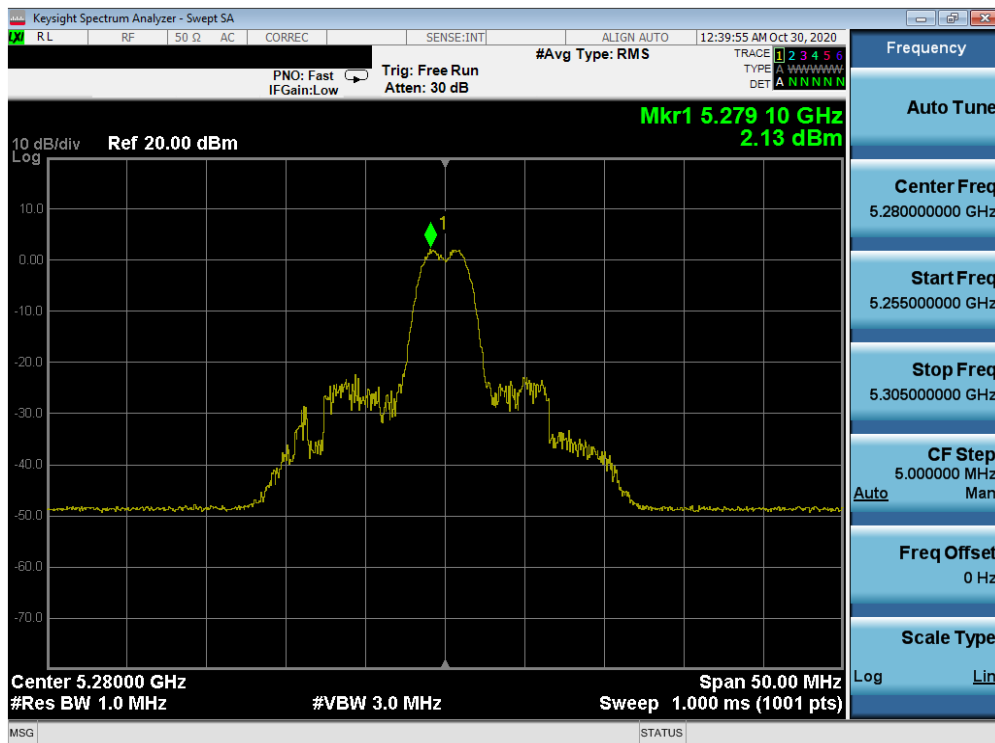 Keysight Spectrum Analyzer - Swept SA
LXI RL RF 50 Ω AC CORREC SENSE:INT ALIGN AUTO 12:39:55 AM Oct 30, 2020
#Avg Type: RMS
TRACE 1 2 3 4 5 6
PNO: Fast Trig: Free Run
TYPE A WWWWW
IFGain:Low Atten: 30 dB
DET A N N N N N
Mkr1 5.279 10 GHz
2.13 dBm
10 dB/div Ref 20.00 dBm
Log
1
10.0
0.00
-10.0
-20.0
-30.0
-40.0
-50.0
-60.0
-70.0
Center 5.28000 GHz Span 50.00 MHz
#Res BW 1.0 MHz #VBW 3.0 MHz Sweep 1.000 ms (1001 pts)
MSG STATUS
Frequency
Auto Tune
Center Freq
5.280000000 GHz
Start Freq
5.255000000 GHz
Stop Freq
5.305000000 GHz
CF Step
5.000000 MHz
Auto Man
Freq Offset
0 Hz
Scale Type
Log Lin